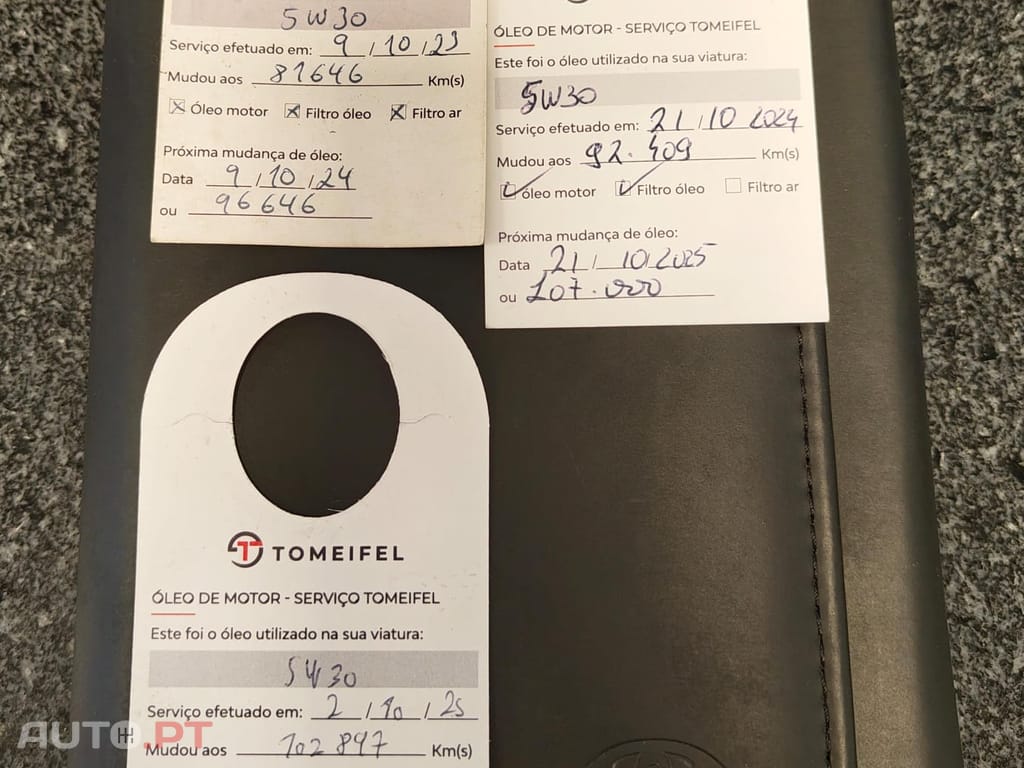 5W30
Serviço efetuado em: 9 / 10 / 23
Mudou aos 81646 Km(s)
Óleo motor Filtro óleo Filtro ar
Próxima mudança de óleo:
Data 9 / 10 / 24
ou 96646
ÓLEO DE MOTOR - SERVIÇO TOMEIFEL
Este foi o óleo utilizado na sua viatura:
5W30
Serviço efetuado em: 21 / 10 2024
Mudou aos 92.409 Km(s)
óleo motor Filtro óleo Filtro ar
Próxima mudança de óleo:
Data 21 / 10 2025
ou 107.000
TOMEIFEL
ÓLEO DE MOTOR - SERVIÇO TOMEIFEL
Este foi o óleo utilizado na sua viatura:
5W30
Serviço efetuado em: 2 / 10 / 25
Mudou aos 102897 Km(s)
AUTO.PT